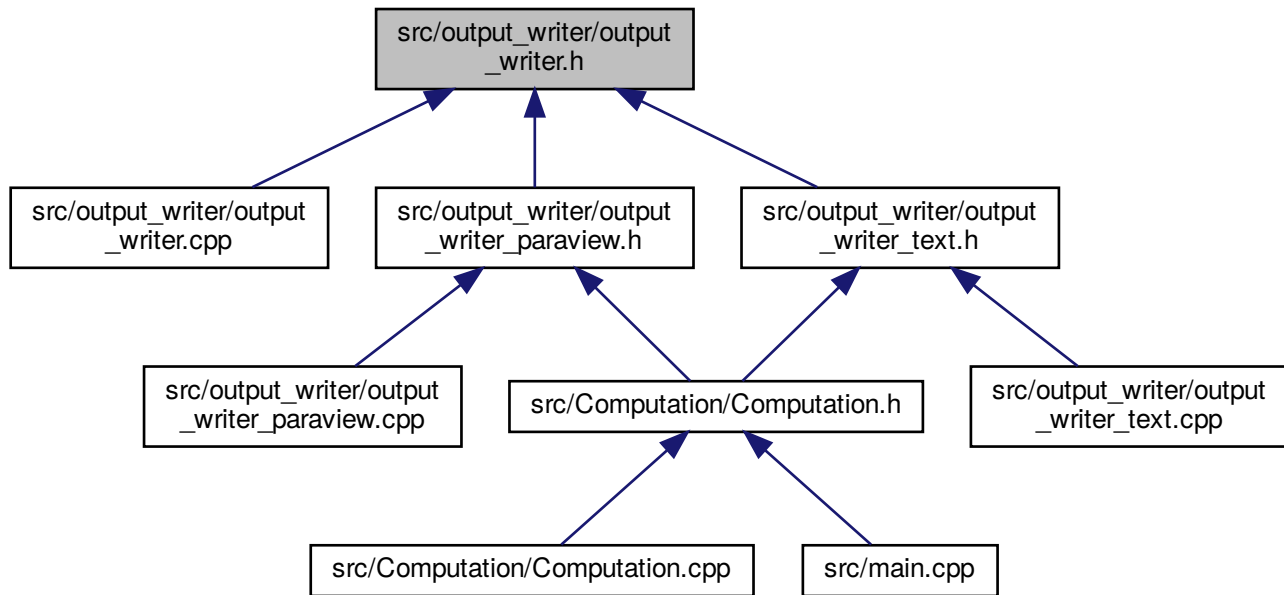 src/output_writer/output
_writer.h
src/output_writer/output
_writer.cpp
src/output_writer/output
_writer_paraview.h
src/output_writer/output
_writer_text.h
src/output_writer/output
_writer_paraview.cpp
src/Computation/Computation.h
src/output_writer/output
_writer_text.cpp
src/Computation/Computation.cpp
src/main.cpp